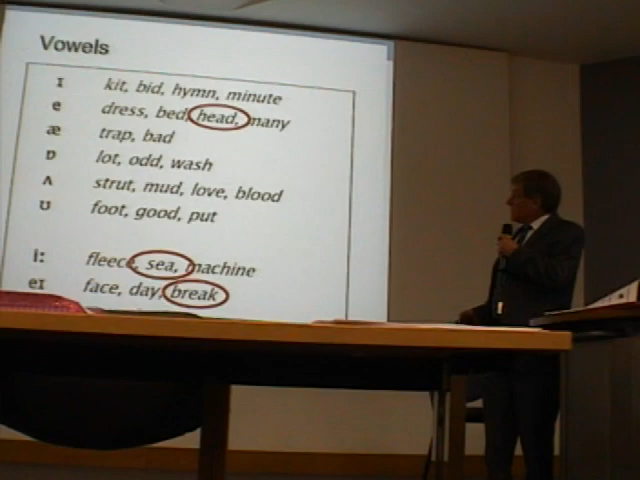 Vowels
ɪ kit, bid, hymn, minute
e dress, bed, head, many
æ trap, bad
ɒ lot, odd, wash
ʌ strut, mud, love, blood
ʊ foot, good, put
i: fleece, sea, machine
eɪ face, day, break